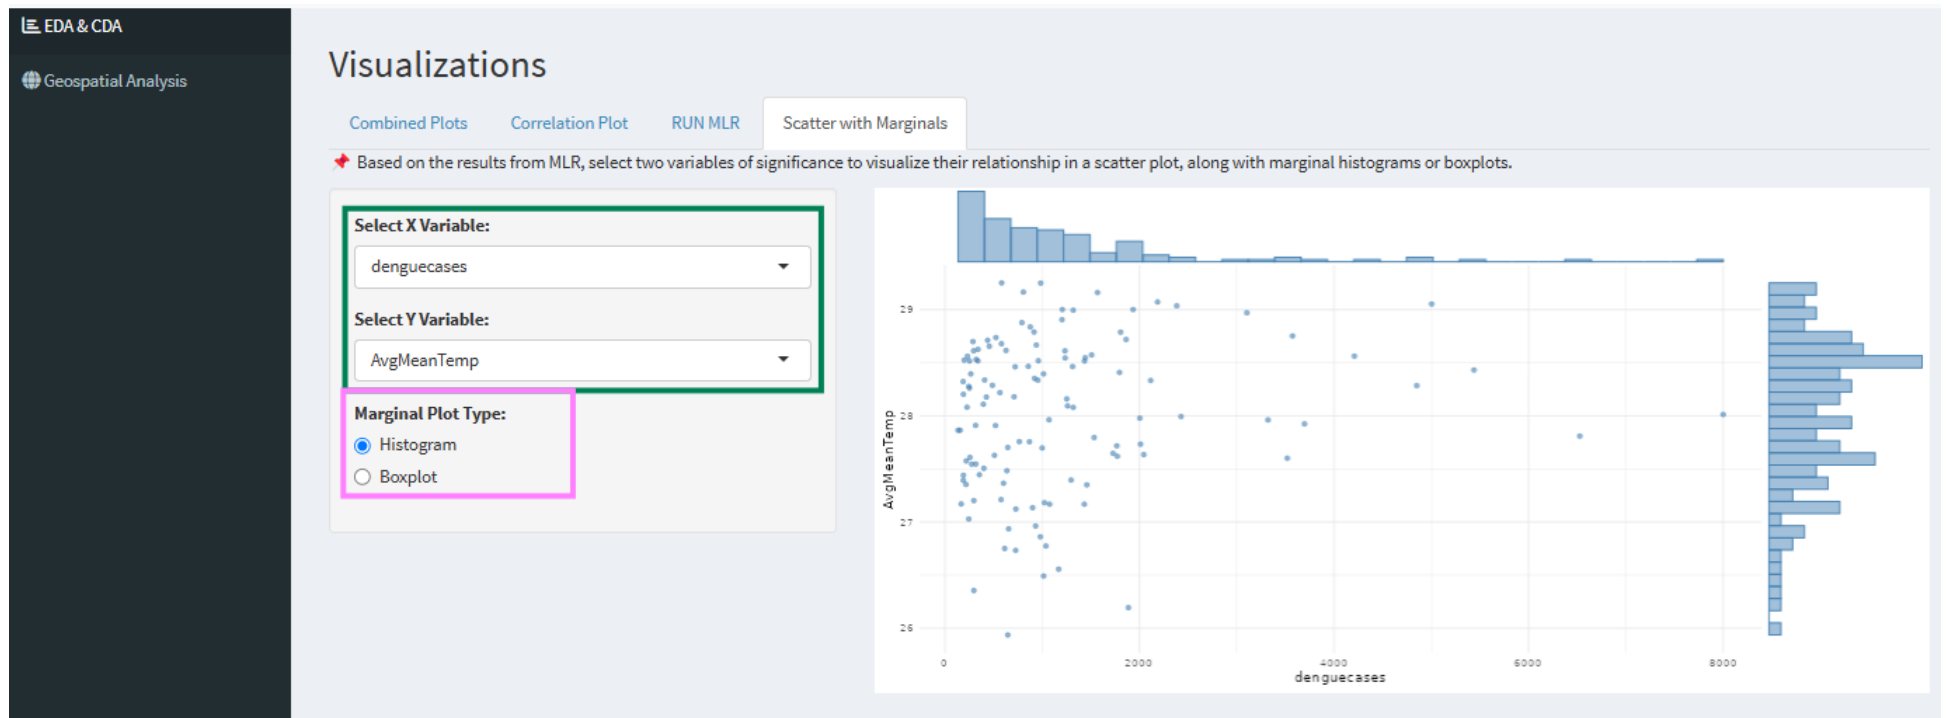 EDA & CDA
Geospatial Analysis
Visualizations
Combined Plots Correlation Plot RUN MLR Scatter with Marginals
📌 Based on the results from MLR, select two variables of significance to visualize their relationship in a scatter plot, along with marginal histograms or boxplots.
Select X Variable:
denguecases
Select Y Variable:
AvgMeanTemp
Marginal Plot Type:
Histogram
Boxplot
29
28
27
26
AvgMeanTemp
0 2000 4000 6000 8000
denguecases